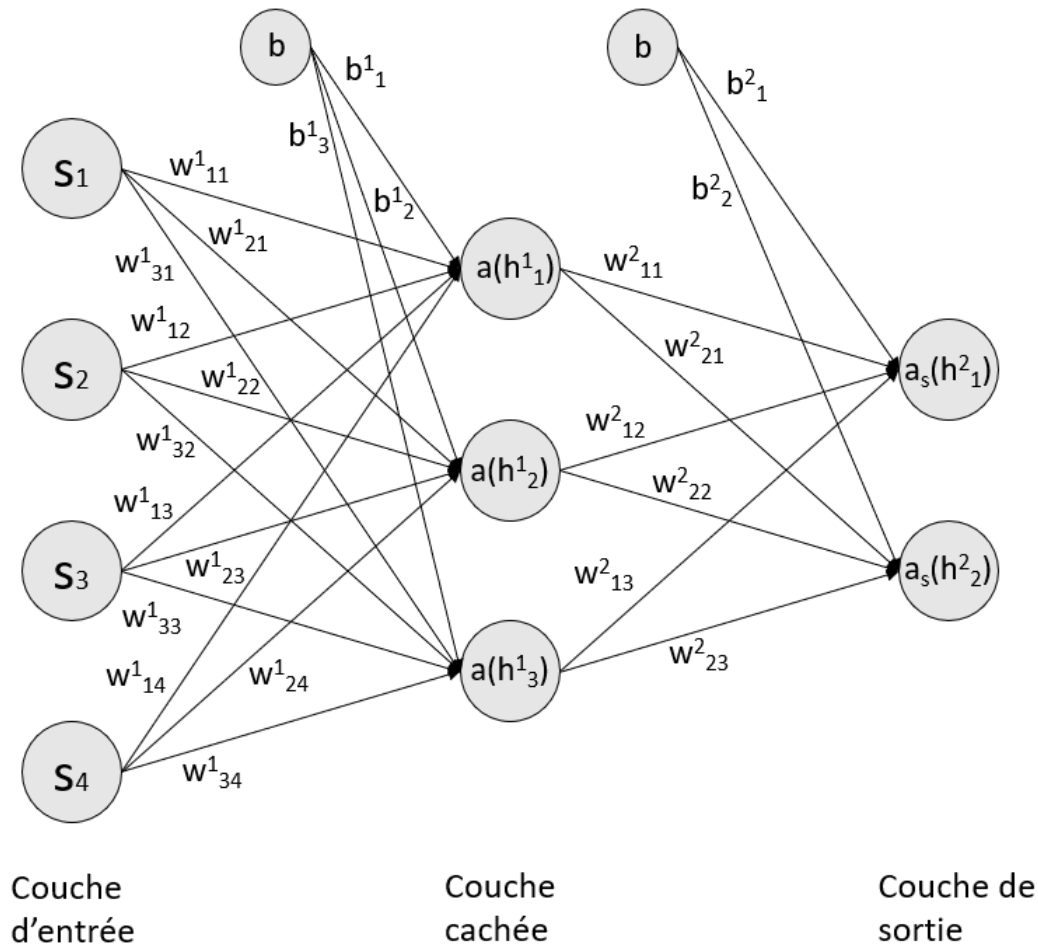 b
b
b¹₁
b²₁
b¹₃
S₁
w¹₁₁
b¹₂
b²₂
w¹₂₁
w¹₃₁
a(h¹₁)
w²₁₁
w¹₁₂
w²₂₁
S₂
w¹₂₂
aₛ(h²₁)
w²₁₂
w¹₃₂
a(h¹₂)
w²₂₂
w¹₁₃
S₃
w¹₂₃
w²₁₃
aₛ(h²₂)
w¹₃₃
w²₂₃
w¹₁₄
w¹₂₄
a(h¹₃)
S₄
w¹₃₄
Couche
d'entrée
Couche
cachée
Couche de
sortie